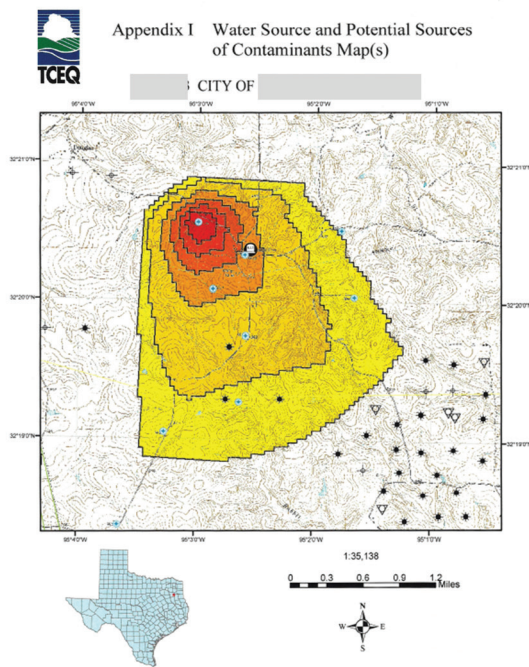 Appendix I Water Source and Potential Sources
of Contaminants Map(s)
TCEQ
CITY OF
95°4'0"W 95°3'0"W 95°2'0"W 95°1'0"W
32°21'0"N 32°21'0"N
32°20'0"N 32°20'0"N
32°19'0"N 32°19'0"N
95°4'0"W 95°3'0"W 95°2'0"W 95°1'0"W
1:35,138
0 0.3 0.6 0.9 1.2
Miles
N
W E
S